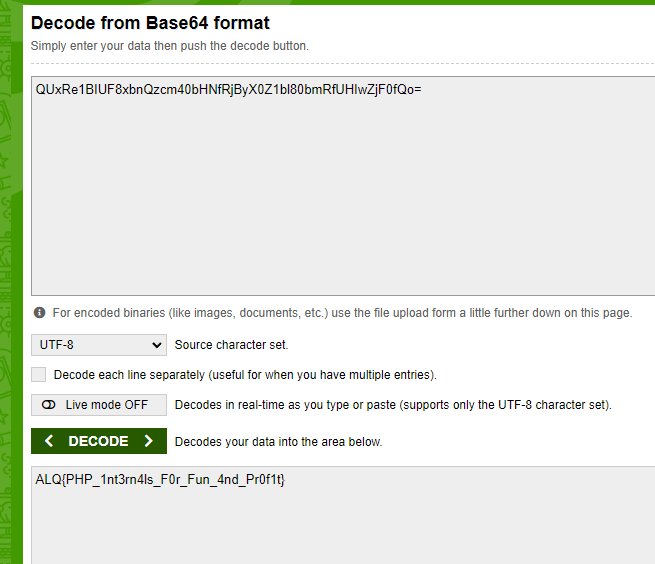 Decode from Base64 format
Simply enter your data then push the decode button.
QUxRe1BIUF8xbnQzcm40bHNfRjByX0Z1bl80bmRfUHIwZjF0fQo=
For encoded binaries (like images, documents, etc.) use the file upload form a little further down on this page.
UTF-8 Source character set.
Decode each line separately (useful for when you have multiple entries).
Live mode OFF Decodes in real-time as you type or paste (supports only the UTF-8 character set).
< DECODE > Decodes your data into the area below.
ALQ{PHP_1nt3rn4ls_F0r_Fun_4nd_Pr0f1t}